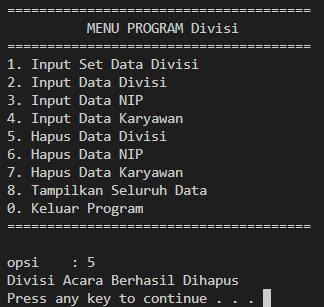 ======================================
MENU PROGRAM Divisi
======================================
1. Input Set Data Divisi
2. Input Data Divisi
3. Input Data NIP
4. Input Data Karyawan
5. Hapus Data Divisi
6. Hapus Data NIP
7. Hapus Data Karyawan
8. Tampilkan Seluruh Data
0. Keluar Program
======================================
opsi    : 5
Divisi Acara Berhasil Dihapus
Press any key to continue . . .